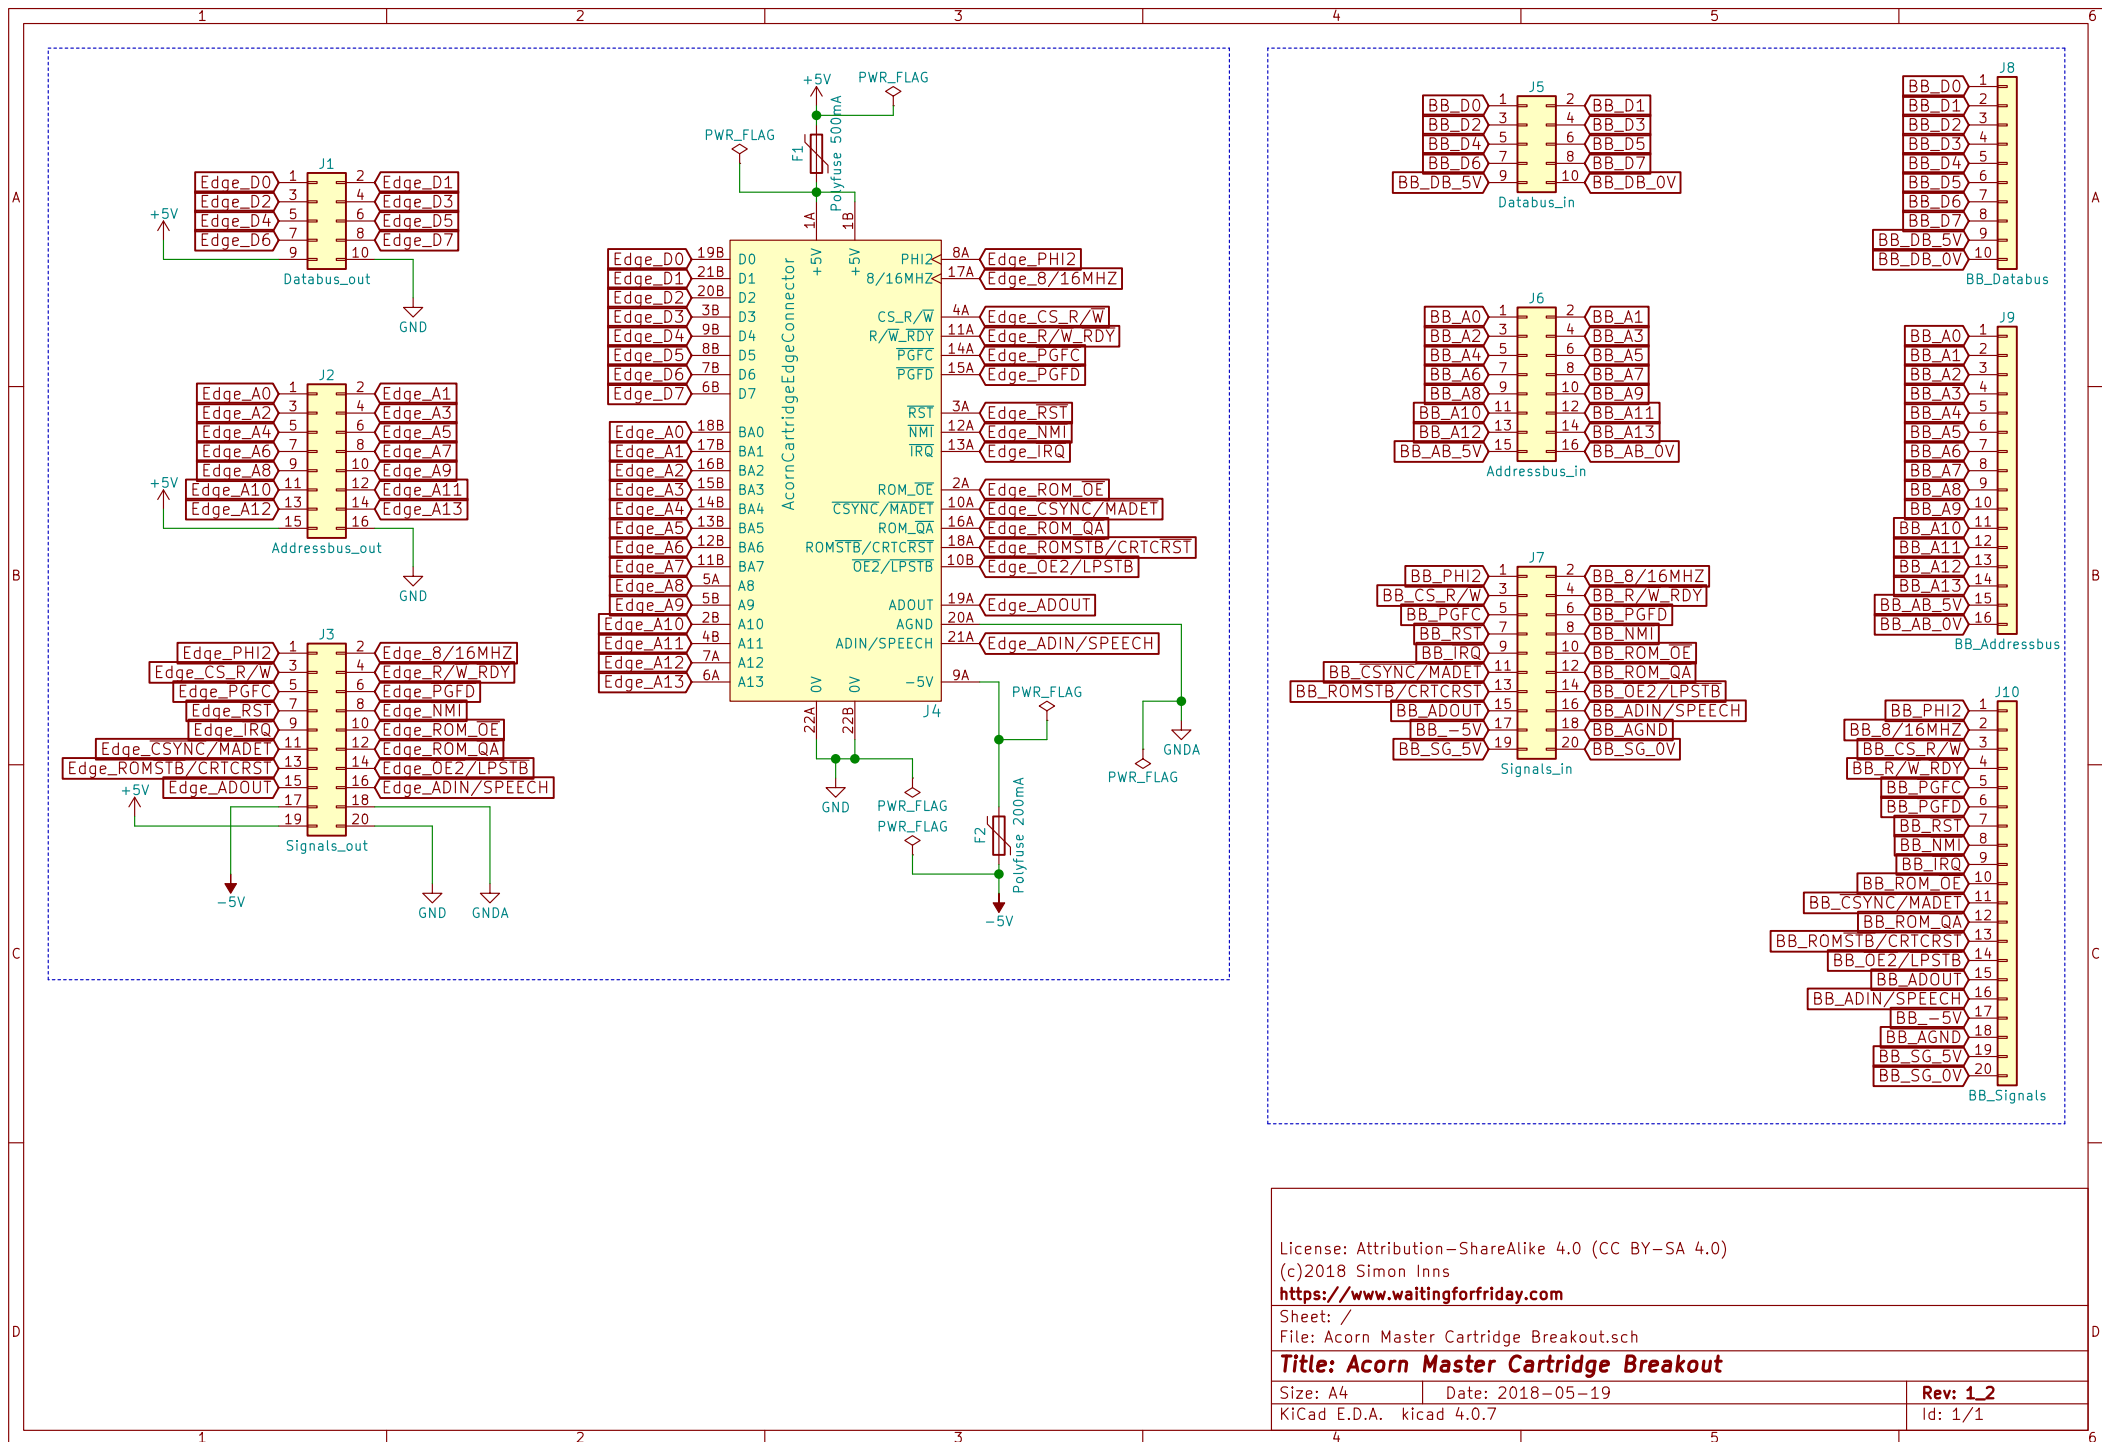 1 2 3 4 5 6
A
B
C
D
J1
Edge_D0 1 2 Edge_D1
Edge_D2 3 4 Edge_D3
Edge_D4 5 6 Edge_D5
Edge_D6 7 8 Edge_D7
+5V 9 10
Databus_out
GND
J2
Edge_A0 1 2 Edge_A1
Edge_A2 3 4 Edge_A3
Edge_A4 5 6 Edge_A5
Edge_A6 7 8 Edge_A7
Edge_A8 9 10 Edge_A9
Edge_A10 11 12 Edge_A11
Edge_A12 13 14 Edge_A13
+5V 15 16
Addressbus_out
GND
J3
Edge_PHI2 1 2 Edge_8/16MHZ
Edge_CS_R/W 3 4 Edge_R/W_RDY
Edge_PGFC 5 6 Edge_PGFD
Edge_RST 7 8 Edge_NMI
Edge_IRQ 9 10 Edge_ROM_OE
Edge_CSYNC/MADET 11 12 Edge_ROM_QA
Edge_ROMSTB/CRTCRST 13 14 Edge_OE2/LPSTB
Edge_ADOUT 15 16 Edge_ADIN/SPEECH
+5V
17 18
19 20
Signals_out
-5V
GND
GNDA
+5V
PWR_FLAG
PWR_FLAG
F1
Polyfuse 500mA
1A
1B
+5V
+5V
AcornCartridgeEdgeConnector
Edge_D0 19B D0
Edge_D1 21B D1
Edge_D2 20B D2
Edge_D3 3B D3
Edge_D4 9B D4
Edge_D5 8B D5
Edge_D6 7B D6
Edge_D7 6B D7
Edge_A0 18B BA0
Edge_A1 17B BA1
Edge_A2 16B BA2
Edge_A3 15B BA3
Edge_A4 14B BA4
Edge_A5 13B BA5
Edge_A6 12B BA6
Edge_A7 11B BA7
Edge_A8 5A A8
Edge_A9 5B A9
Edge_A10 2B A10
Edge_A11 4B A11
Edge_A12 7A A12
Edge_A13 6A A13
PHI2 8A Edge_PHI2
8/16MHZ 17A Edge_8/16MHZ
CS_R/W 4A Edge_CS_R/W
R/W_RDY 11A Edge_R/W_RDY
PGFC 14A Edge_PGFC
PGFD 15A Edge_PGFD
RST 3A Edge_RST
NMI 12A Edge_NMI
IRQ 13A Edge_IRQ
ROM_OE 2A Edge_ROM_OE
CSYNC/MADET 10A Edge_CSYNC/MADET
ROM_QA 16A Edge_ROM_QA
ROMSTB/CRTCRST 18A Edge_ROMSTB/CRTCRST
OE2/LPSTB 10B Edge_OE2/LPSTB
ADOUT 19A Edge_ADOUT
AGND 20A
ADIN/SPEECH 21A Edge_ADIN/SPEECH
-5V 9A
0V
0V
22A
22B
J4
GND
PWR_FLAG
PWR_FLAG
PWR_FLAG
F2
Polyfuse 200mA
-5V
GNDA
PWR_FLAG
J5
BB_D0 1 2 BB_D1
BB_D2 3 4 BB_D3
BB_D4 5 6 BB_D5
BB_D6 7 8 BB_D7
BB_DB_5V 9 10 BB_DB_0V
Databus_in
J6
BB_A0 1 2 BB_A1
BB_A2 3 4 BB_A3
BB_A4 5 6 BB_A5
BB_A6 7 8 BB_A7
BB_A8 9 10 BB_A9
BB_A10 11 12 BB_A11
BB_A12 13 14 BB_A13
BB_AB_5V 15 16 BB_AB_0V
Addressbus_in
J7
BB_PHI2 1 2 BB_8/16MHZ
BB_CS_R/W 3 4 BB_R/W_RDY
BB_PGFC 5 6 BB_PGFD
BB_RST 7 8 BB_NMI
BB_IRQ 9 10 BB_ROM_OE
BB_CSYNC/MADET 11 12 BB_ROM_QA
BB_ROMSTB/CRTCRST 13 14 BB_OE2/LPSTB
BB_ADOUT 15 16 BB_ADIN/SPEECH
BB_-5V 17 18 BB_AGND
BB_SG_5V 19 20 BB_SG_0V
Signals_in
J8
BB_D0 1
BB_D1 2
BB_D2 3
BB_D3 4
BB_D4 5
BB_D5 6
BB_D6 7
BB_D7 8
BB_DB_5V 9
BB_DB_0V 10
BB_Databus
J9
BB_A0 1
BB_A1 2
BB_A2 3
BB_A3 4
BB_A4 5
BB_A5 6
BB_A6 7
BB_A7 8
BB_A8 9
BB_A9 10
BB_A10 11
BB_A11 12
BB_A12 13
BB_A13 14
BB_AB_5V 15
BB_AB_0V 16
BB_Addressbus
J10
BB_PHI2 1
BB_8/16MHZ 2
BB_CS_R/W 3
BB_R/W_RDY 4
BB_PGFC 5
BB_PGFD 6
BB_RST 7
BB_NMI 8
BB_IRQ 9
BB_ROM_OE 10
BB_CSYNC/MADET 11
BB_ROM_QA 12
BB_ROMSTB/CRTCRST 13
BB_OE2/LPSTB 14
BB_ADOUT 15
BB_ADIN/SPEECH 16
BB_-5V 17
BB_AGND 18
BB_SG_5V 19
BB_SG_0V 20
BB_Signals
A
B
C
D
License: Attribution-ShareAlike 4.0 (CC BY-SA 4.0)
(c)2018 Simon Inns
https://www.waitingforfriday.com
Sheet: /
File: Acorn Master Cartridge Breakout.sch
Title: Acorn Master Cartridge Breakout
Size: A4 Date: 2018-05-19 Rev: 1_2
KiCad E.D.A. kicad 4.0.7 Id: 1/1
1 2 3 4 5 6